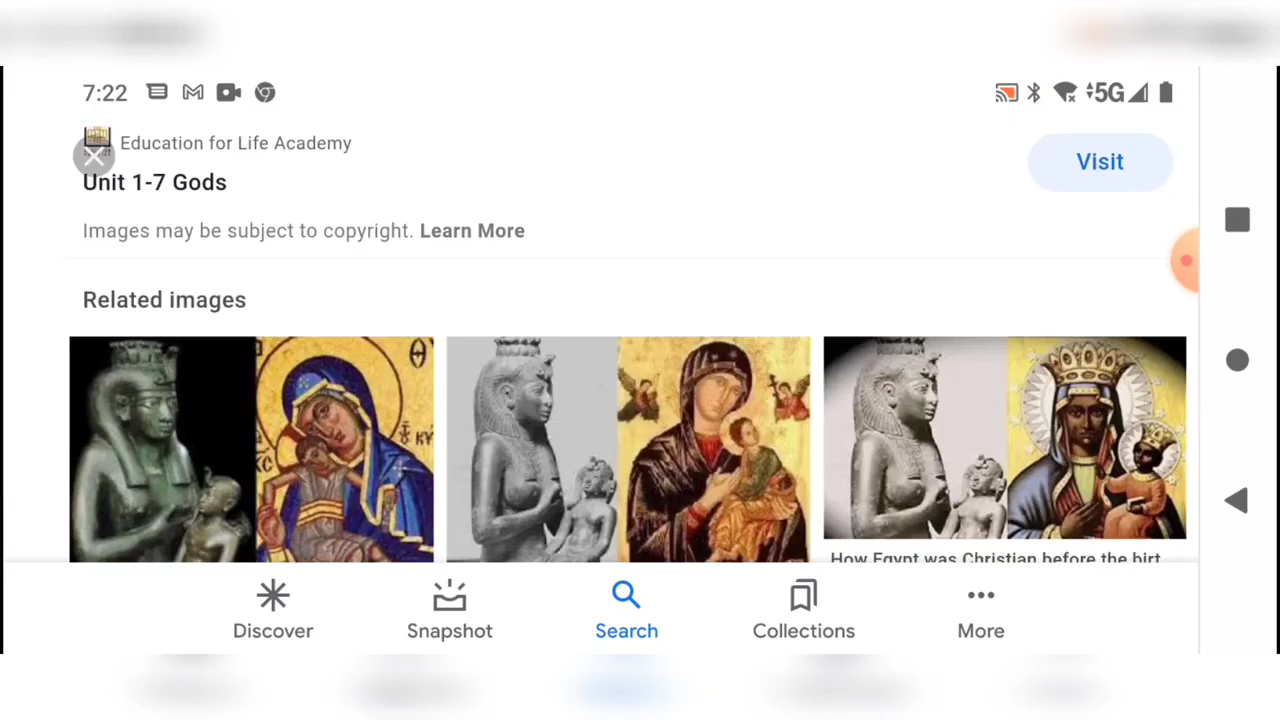 7:22
5G
Education for Life Academy
Visit
Unit 1-7 Gods
Images may be subject to copyright. Learn More
Related images
Θ
How Egypt was Christian before the birt
Discover
Snapshot
Search
Collections
More